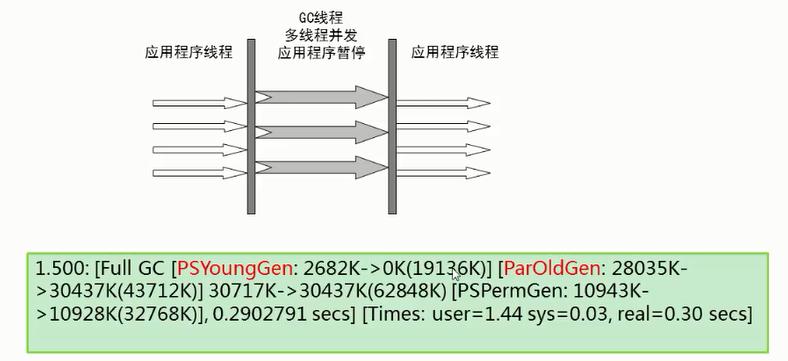 GC线程
多线程并发
应用程序线程 应用程序暂停 应用程序线程
1.500: [Full GC [PSYoungGen: 2682K->0K(19136K)] [ParOldGen: 28035K-
>30437K(43712K)] 30717K->30437K(62848K) [PSPermGen: 10943K-
>10928K(32768K)], 0.2902791 secs] [Times: user=1.44 sys=0.03, real=0.30 secs]